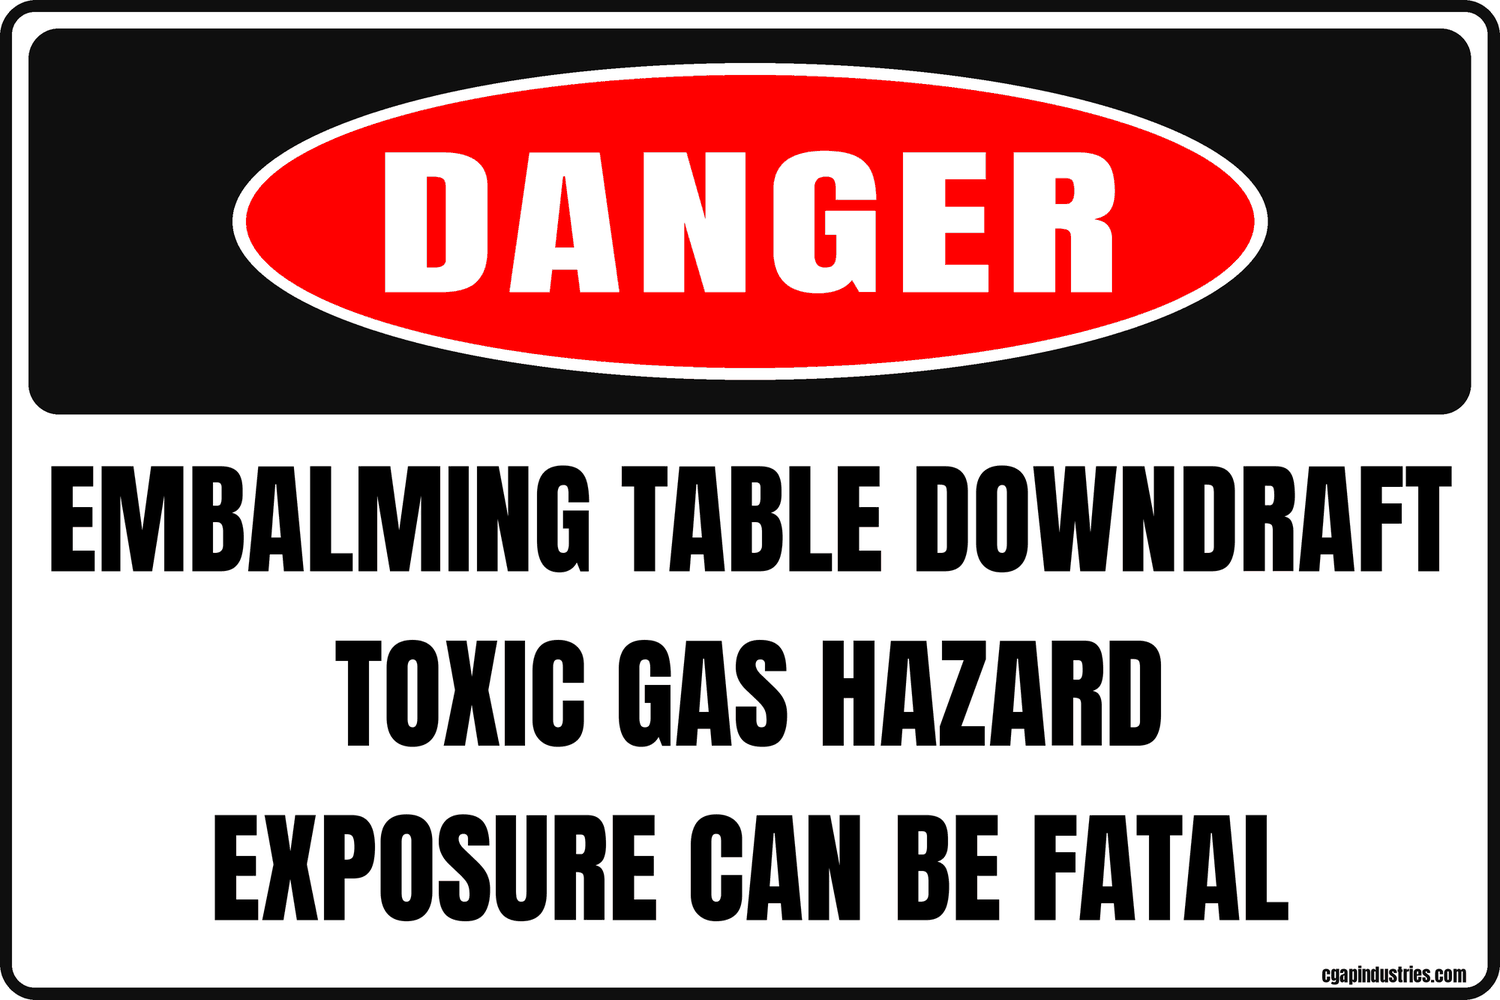 DANGER
EMBALMING TABLE DOWNDRAFT
TOXIC GAS HAZARD
EXPOSURE CAN BE FATAL
cgapindustries.com